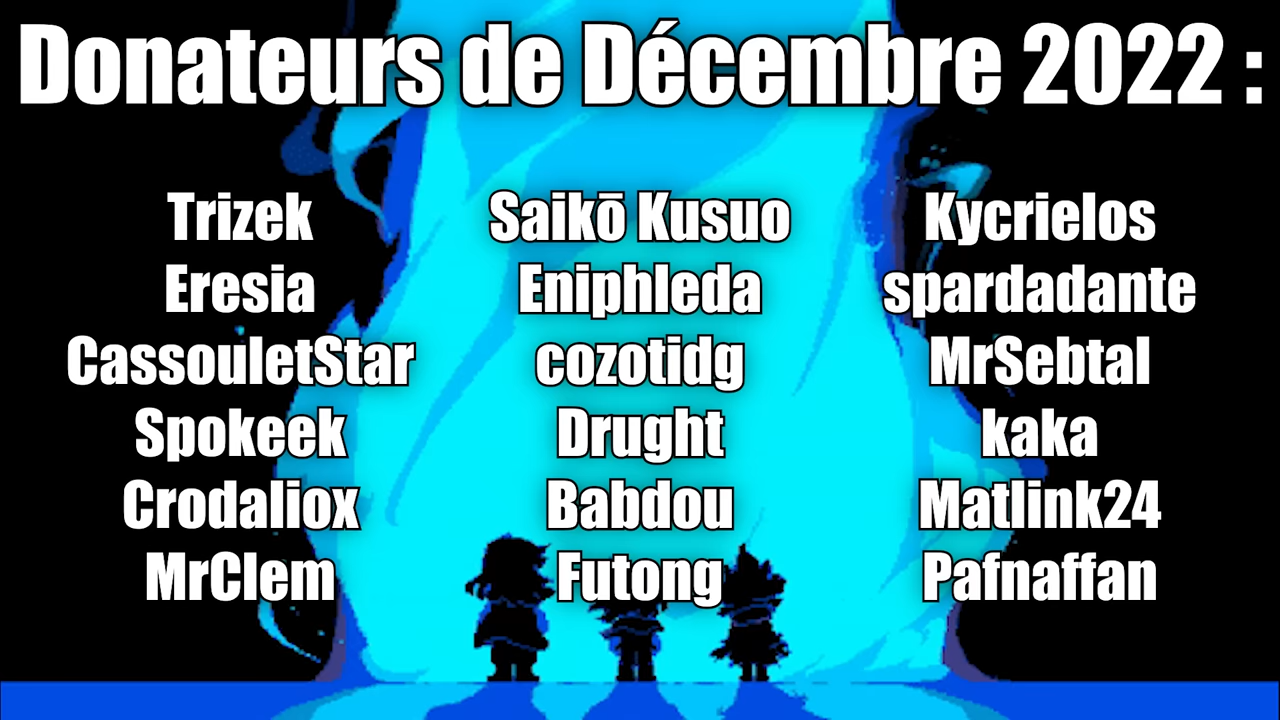 Donateurs de Décembre 2022 :
Trizek
Eresia
CassouletStar
Spokeek
Crodaliox
MrClem
Saikō Kusuo
Eniphleda
cozotidg
Drught
Babdou
Futong
Kycrielos
spardadante
MrSebtal
kaka
Matlink24
Pafnaffan